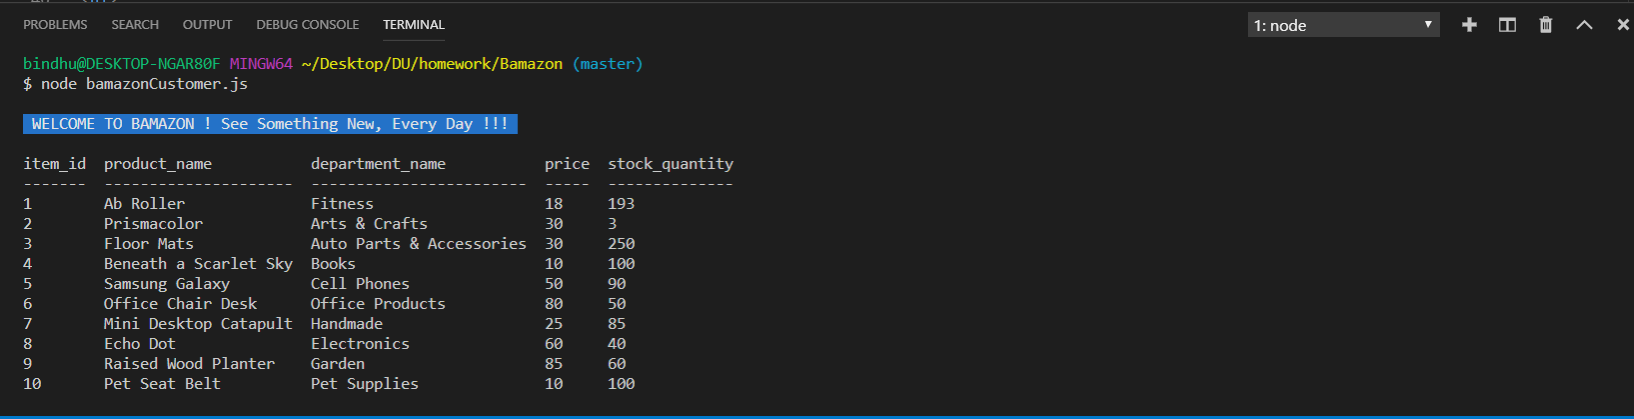 PROBLEMS SEARCH OUTPUT DEBUG CONSOLE TERMINAL 1: node
bindhu@DESKTOP-NGAR80F MINGW64 ~/Desktop/DU/homework/Bamazon (master)
$ node bamazonCustomer.js
WELCOME TO BAMAZON ! See Something New, Every Day !!!
item_id  product_name           department_name           price  stock_quantity
-------  ---------------------  ------------------------  -----  --------------
1        Ab Roller              Fitness                   18     193
2        Prismacolor            Arts & Crafts             30     3
3        Floor Mats             Auto Parts & Accessories  30     250
4        Beneath a Scarlet Sky  Books                     10     100
5        Samsung Galaxy         Cell Phones               50     90
6        Office Chair Desk      Office Products           80     50
7        Mini Desktop Catapult  Handmade                  25     85
8        Echo Dot               Electronics               60     40
9        Raised Wood Planter    Garden                    85     60
10       Pet Seat Belt          Pet Supplies              10     100